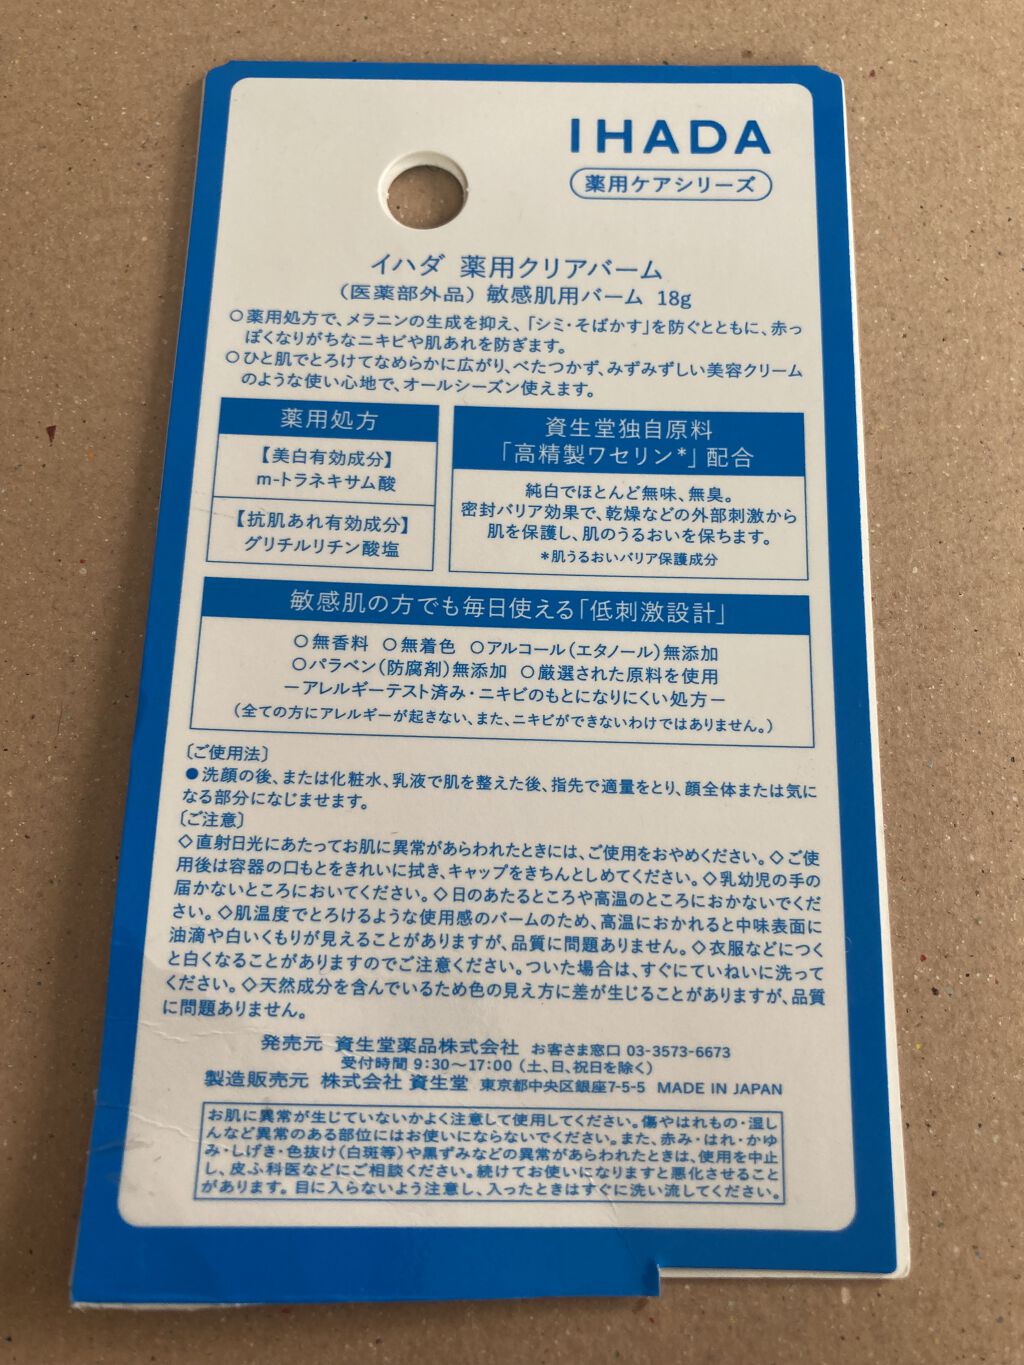 IHADA
薬用ケアシリーズ
イハダ 薬用クリアバーム
（医薬部外品）敏感肌用バーム 18g
○薬用処方で、メラニンの生成を抑え、「シミ・そばかす」を防ぐとともに、赤っ
ぽくなりがちなニキビや肌あれを防ぎます。
○ひと肌でとろけてなめらかに広がり、べたつかず、みずみずしい美容クリーム
のような使い心地で、オールシーズン使えます。
薬用処方
【美白有効成分】
m-トラネキサム酸
【抗肌あれ有効成分】
グリチルリチン酸塩
資生堂独自原料
「高精製ワセリン*」配合
純白でほとんど無味、無臭。
密封バリア効果で、乾燥などの外部刺激から
肌を保護し、肌のうるおいを保ちます。
*肌うるおいバリア保護成分
敏感肌の方でも毎日使える「低刺激設計」
○無香料 ○無着色 ○アルコール（エタノール）無添加
○パラベン（防腐剤）無添加 ○厳選された原料を使用
－アレルギーテスト済み・ニキビのもとになりにくい処方－
（全ての方にアレルギーが起きない、また、ニキビができないわけではありません。）
〔ご使用法〕
●洗顔の後、または化粧水、乳液で肌を整えた後、指先で適量をとり、顔全体または気に
なる部分になじませます。
〔ご注意〕
◇直射日光にあたってお肌に異常があらわれたときには、ご使用をおやめください。◇ご使
用後は容器の口もとをきれいに拭き、キャップをきちんとしめてください。◇乳幼児の手の
届かないところにおいてください。◇日のあたるところや高温のところにおかないでくだ
さい。◇肌温度でとろけるような使用感のバームのため、高温におかれると中味表面に
油滴や白いくもりが見えることがありますが、品質に問題ありません。◇衣服などにつく
と白くなることがありますのでご注意ください。ついた場合は、すぐにていねいに洗って
ください。◇天然成分を含んでいるため色の見え方に差が生じることがありますが、品質
に問題ありません。
発売元 資生堂薬品株式会社 お客さま窓口 03-3573-6673
受付時間 9:30～17:00（土、日、祝日を除く）
製造販売元 株式会社 資生堂 東京都中央区銀座7-5-5 MADE IN JAPAN
お肌に異常が生じていないかよく注意して使用してください。傷やはれもの・湿し
んなど異常のある部位にはお使いにならないでください。また、赤み・はれ・かゆ
み・しげき・色抜け（白斑等）や黒ずみなどの異常があらわれたときは、使用を中止
し、皮ふ科医などにご相談ください。続けてお使いになりますと悪化させること
があります。目に入らないよう注意し、入ったときはすぐに洗い流してください。